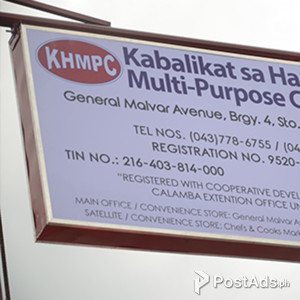 KHMPC
Kabalikat sa Ha
Multi-Purpose C
General Malvar Avenue, Brgy. 4, Sto.
TEL NOS. (043)778-6755 / (04
REGISTRATION NO. 9520-
TIN NO.: 216-403-814-000
"REGISTERED WITH COOPERATIVE DEVEL
CALAMBA EXTENTION OFFICE UN
MAIN OFFICE / CONVENIENCE STORE: General Malvar A
SATELLITE / CONVENIENCE STORE: Chefs & Cooks Mark
PostAds.ph